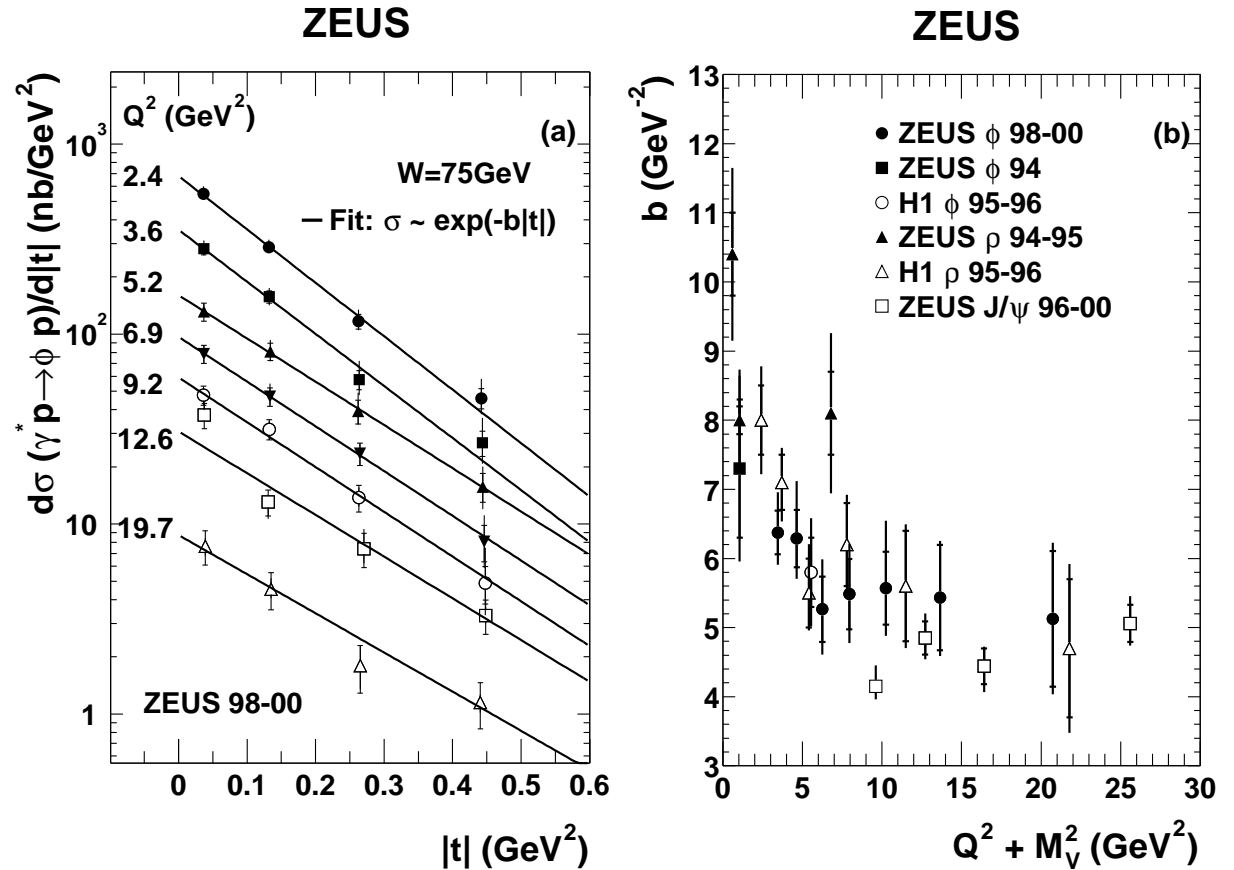 ZEUS
dσ (γ* p→ϕ p)/d|t| (nb/GeV²)
Q² (GeV²)
(a)
10³
2.4
W=75GeV
3.6
Fit: σ ~ exp(-b|t|)
5.2
10²
6.9
9.2
12.6
10
19.7
1
ZEUS 98-00
0 0.1 0.2 0.3 0.4 0.5 0.6
|t| (GeV²)
ZEUS
b (GeV⁻²)
13
12
11
10
9
8
7
6
5
4
3
ZEUS ϕ 98-00
(b)
ZEUS ϕ 94
H1 ϕ 95-96
ZEUS ρ 94-95
H1 ρ 95-96
ZEUS J/ψ 96-00
0 5 10 15 20 25 30
Q² + M²_V (GeV²)